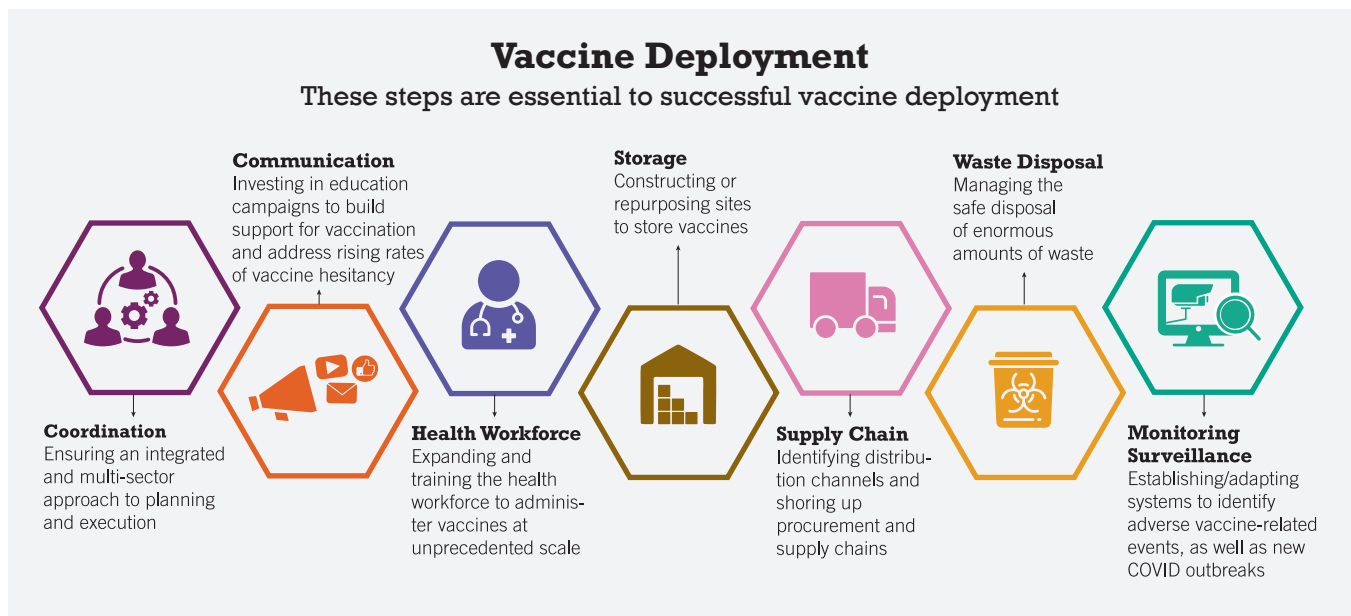 Vaccine Deployment
These steps are essential to successful vaccine deployment
Coordination
Ensuring an integrated
and multi-sector
approach to planning
and execution
Communication
Investing in education
campaigns to build
support for vaccination
and address rising rates
of vaccine hesitancy
Health Workforce
Expanding and
training the health
workforce to adminis-
ter vaccines at
unprecedented scale
Storage
Constructing or
repurposing sites
to store vaccines
Supply Chain
Identifying distribu-
tion channels and
shoring up
procurement and
supply chains
Waste Disposal
Managing the
safe disposal
of enormous
amounts of waste
Monitoring
Surveillance
Establishing/adapting
systems to identify
adverse vaccine-related
events, as well as new
COVID outbreaks